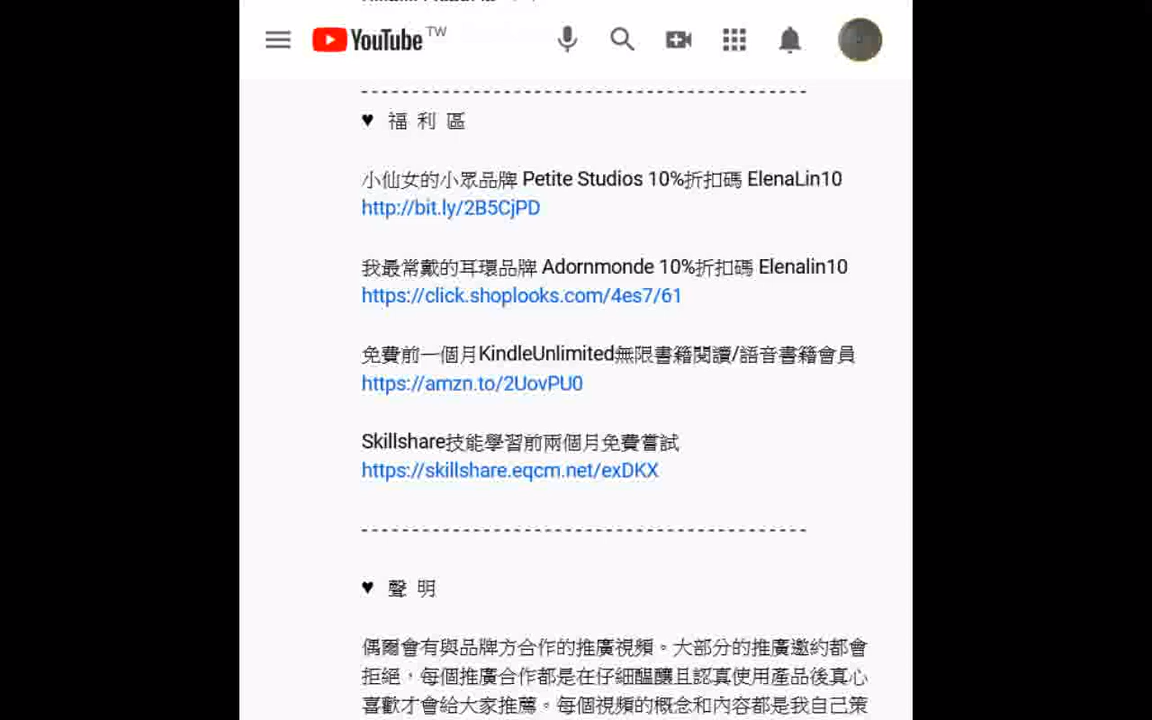 YouTube TW
---------------------------------------------
♥ 福 利 區
小仙女的小眾品牌 Petite Studios 10%折扣碼 ElenaLin10
http://bit.ly/2B5CjPD
我最常戴的耳環品牌 Adornmonde 10%折扣碼 Elenalin10
https://click.shoplooks.com/4es7/61
免費前一個月KindleUnlimited無限書籍閱讀/語音書籍會員
https://amzn.to/2UovPU0
Skillshare技能學習前兩個月免費嘗試
https://skillshare.eqcm.net/exDKX
---------------------------------------------
♥ 聲 明
偶爾會有與品牌方合作的推廣視頻。大部分的推廣邀約都會
拒絕，每個推廣合作都是在仔細醞釀且認真使用產品後真心
喜歡才會給大家推薦。每個視頻的概念和內容都是我自己策